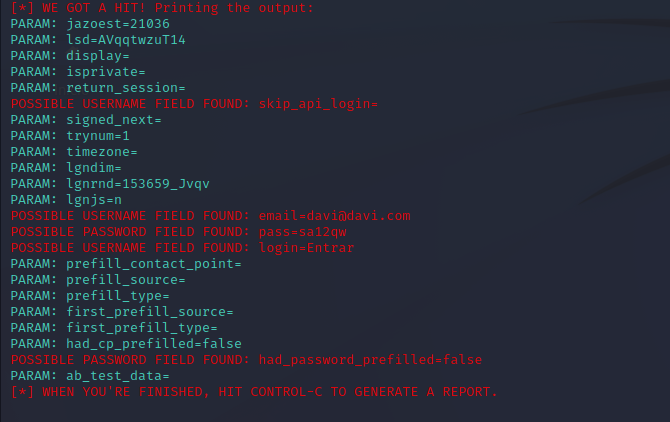 [*] WE GOT A HIT! Printing the output:
PARAM: jazoest=21036
PARAM: lsd=AVqqtwzuT14
PARAM: display=
PARAM: isprivate=
PARAM: return_session=
POSSIBLE USERNAME FIELD FOUND: skip_api_login=
PARAM: signed_next=
PARAM: trynum=1
PARAM: timezone=
PARAM: lgndim=
PARAM: lgnrnd=153659_Jvqv
PARAM: lgnjs=n
POSSIBLE USERNAME FIELD FOUND: email=davi@davi.com
POSSIBLE PASSWORD FIELD FOUND: pass=sa12qw
POSSIBLE USERNAME FIELD FOUND: login=Entrar
PARAM: prefill_contact_point=
PARAM: prefill_source=
PARAM: prefill_type=
PARAM: first_prefill_source=
PARAM: first_prefill_type=
PARAM: had_cp_prefilled=false
POSSIBLE PASSWORD FIELD FOUND: had_password_prefilled=false
PARAM: ab_test_data=
[*] WHEN YOU'RE FINISHED, HIT CONTROL-C TO GENERATE A REPORT.